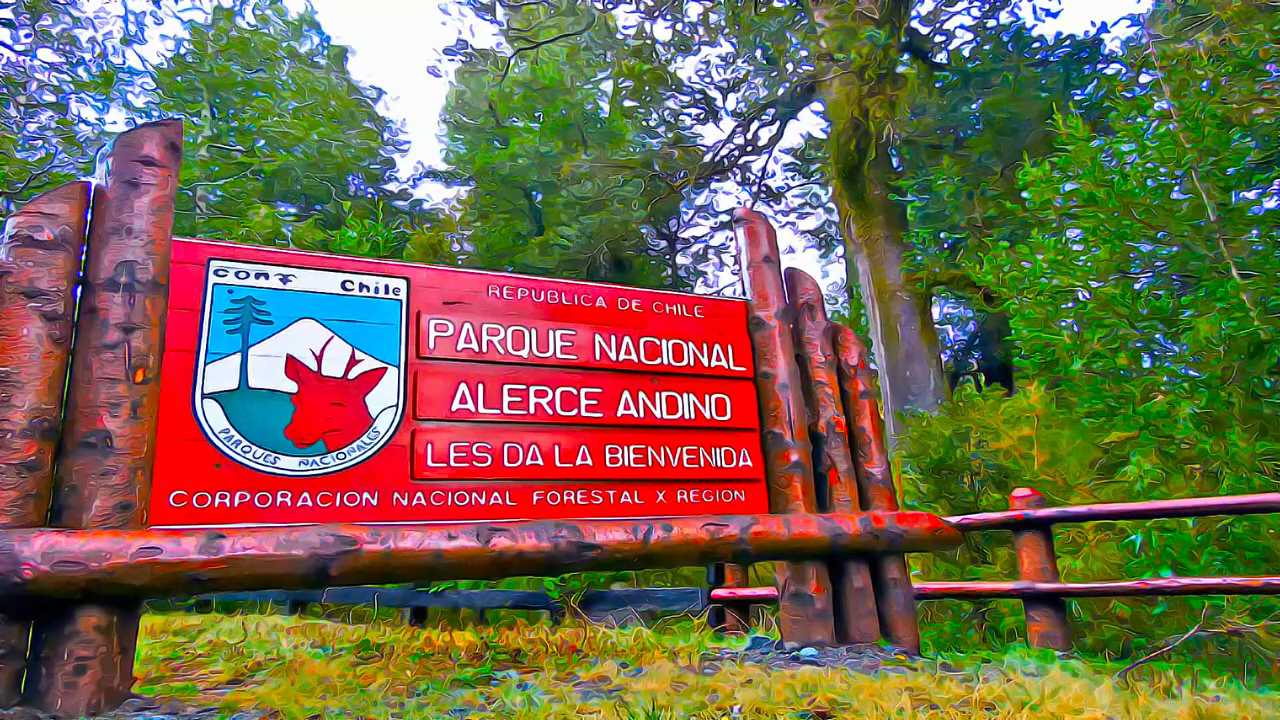 CONAF Chile
PARQUES NACIONALES
REPUBLICA DE CHILE
PARQUE NACIONAL
ALERCE ANDINO
LES DA LA BIENVENIDA
CORPORACION NACIONAL FORESTAL X REGION